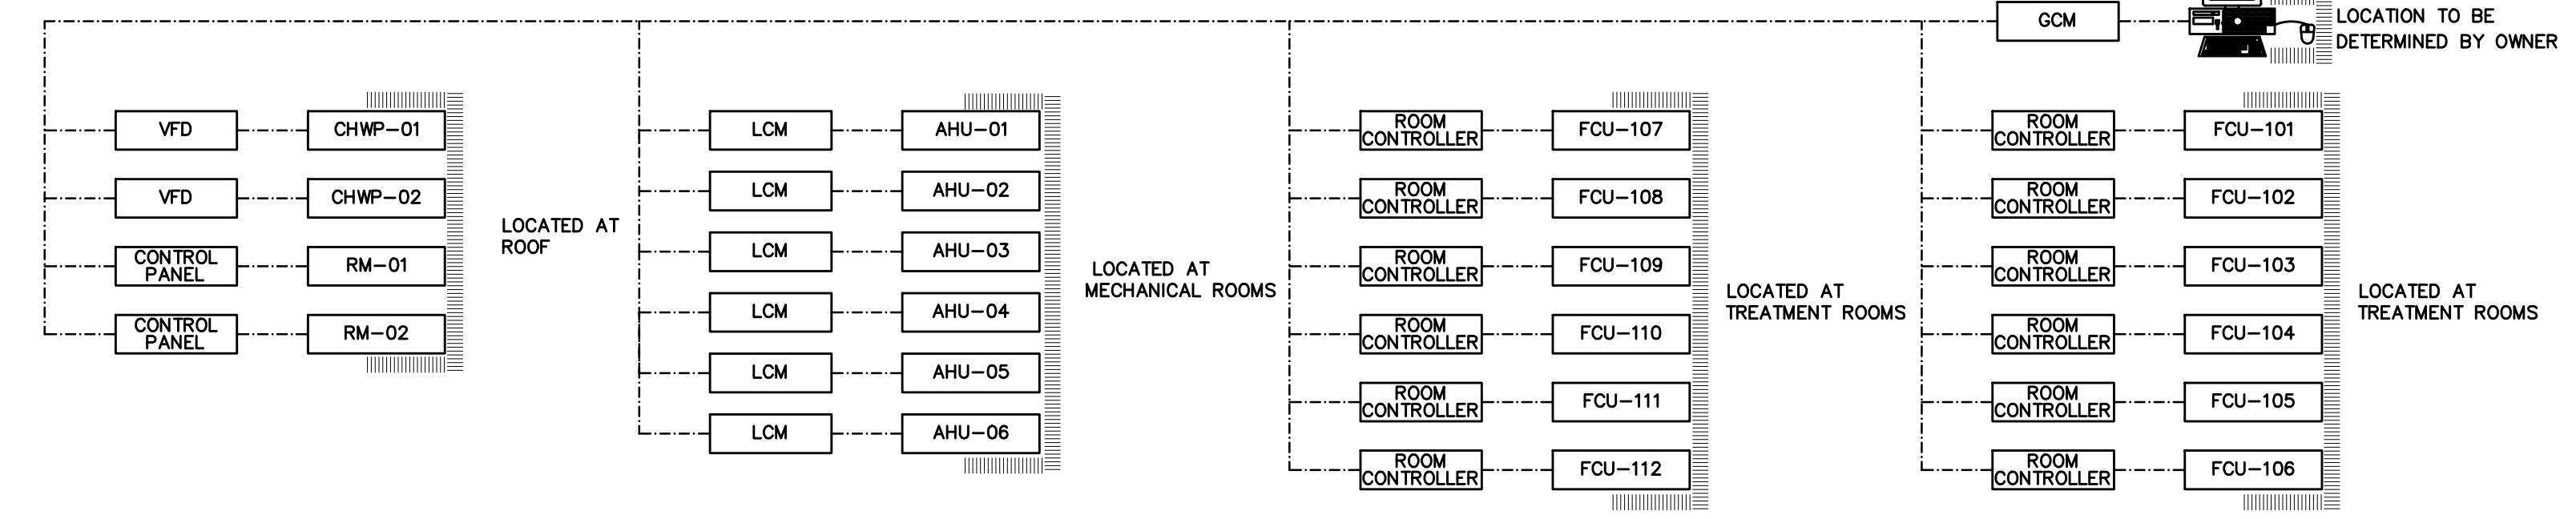 GCM
LOCATION TO BE
DETERMINED BY OWNER
VFD
CHWP-01
VFD
CHWP-02
CONTROL
PANEL
RM-01
CONTROL
PANEL
RM-02
LOCATED AT
ROOF
LCM
AHU-01
LCM
AHU-02
LCM
AHU-03
LCM
AHU-04
LCM
AHU-05
LCM
AHU-06
LOCATED AT
MECHANICAL ROOMS
ROOM
CONTROLLER
FCU-107
ROOM
CONTROLLER
FCU-108
ROOM
CONTROLLER
FCU-109
ROOM
CONTROLLER
FCU-110
ROOM
CONTROLLER
FCU-111
ROOM
CONTROLLER
FCU-112
LOCATED AT
TREATMENT ROOMS
ROOM
CONTROLLER
FCU-101
ROOM
CONTROLLER
FCU-102
ROOM
CONTROLLER
FCU-103
ROOM
CONTROLLER
FCU-104
ROOM
CONTROLLER
FCU-105
ROOM
CONTROLLER
FCU-106
LOCATED AT
TREATMENT ROOMS